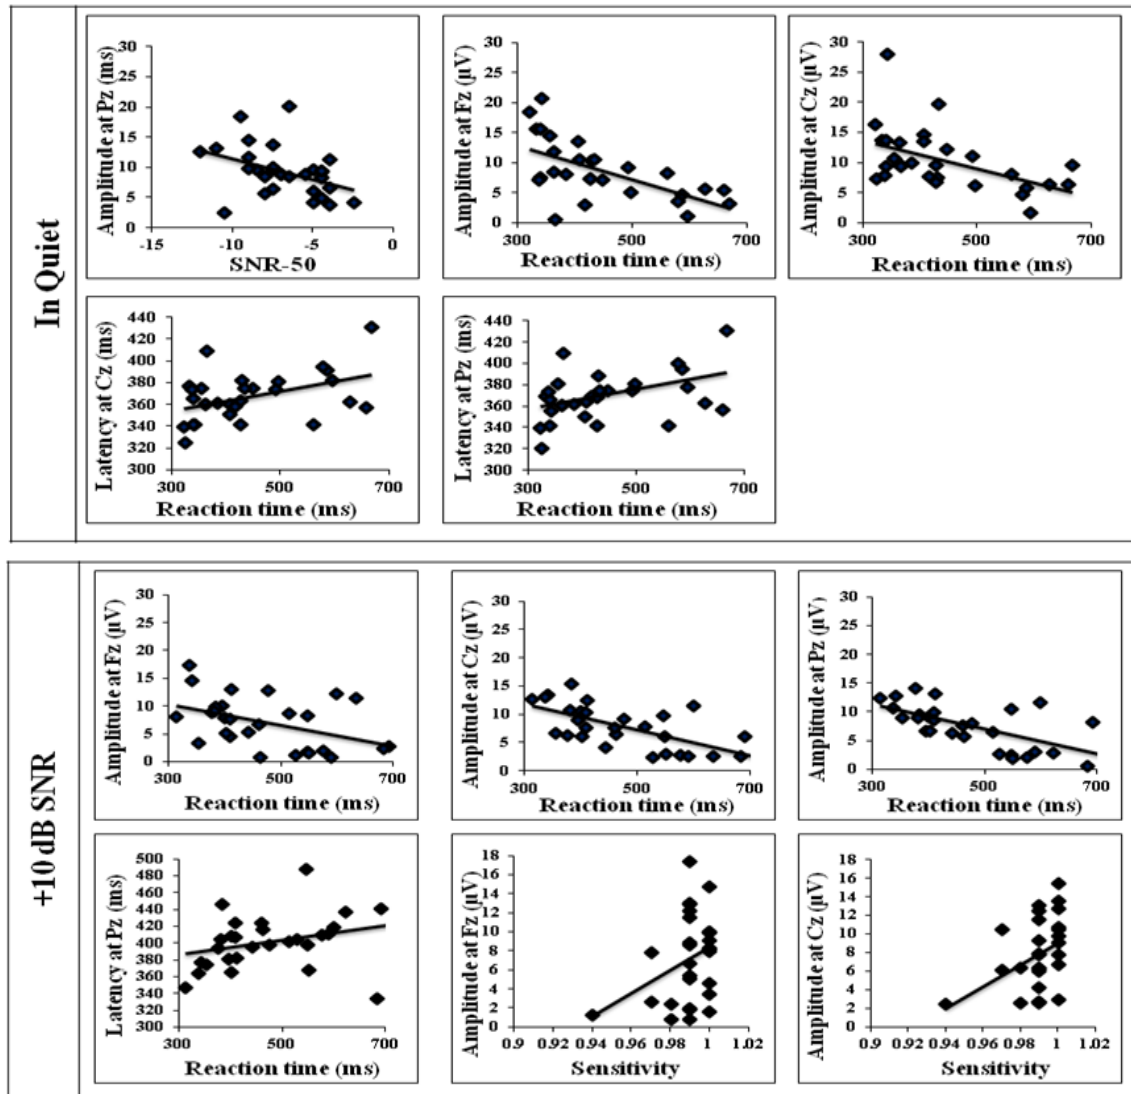 In Quiet
Amplitude at Pz (ms)
30
25
20
15
10
5
0
-15 -10 -5 0
SNR-50
Amplitude at Fz (µV)
30
25
20
15
10
5
0
300 500 700
Reaction time (ms)
Amplitude at Cz (µV)
30
25
20
15
10
5
0
300 500 700
Reaction time (ms)
Latency at Cz (ms)
440
420
400
380
360
340
320
300
300 500 700
Reaction time (ms)
Latency at Pz (ms)
440
420
400
380
360
340
320
300
300 500 700
Reaction time (ms)
+10 dB SNR
Amplitude at Fz (µV)
30
25
20
15
10
5
0
300 500 700
Reaction time (ms)
Amplitude at Cz (µV)
30
25
20
15
10
5
0
300 500 700
Reaction time (ms)
Amplitude at Pz (µV)
30
25
20
15
10
5
0
300 500 700
Reaction time (ms)
Latency at Pz (ms)
500
480
460
440
420
400
380
360
340
320
300
300 500 700
Reaction time (ms)
Amplitude at Fz (µV)
18
16
14
12
10
8
6
4
2
0
0.9 0.92 0.94 0.96 0.98 1 1.02
Sensitivity
Amplitude at Cz (µV)
18
16
14
12
10
8
6
4
2
0
0.9 0.92 0.94 0.96 0.98 1 1.02
Sensitivity